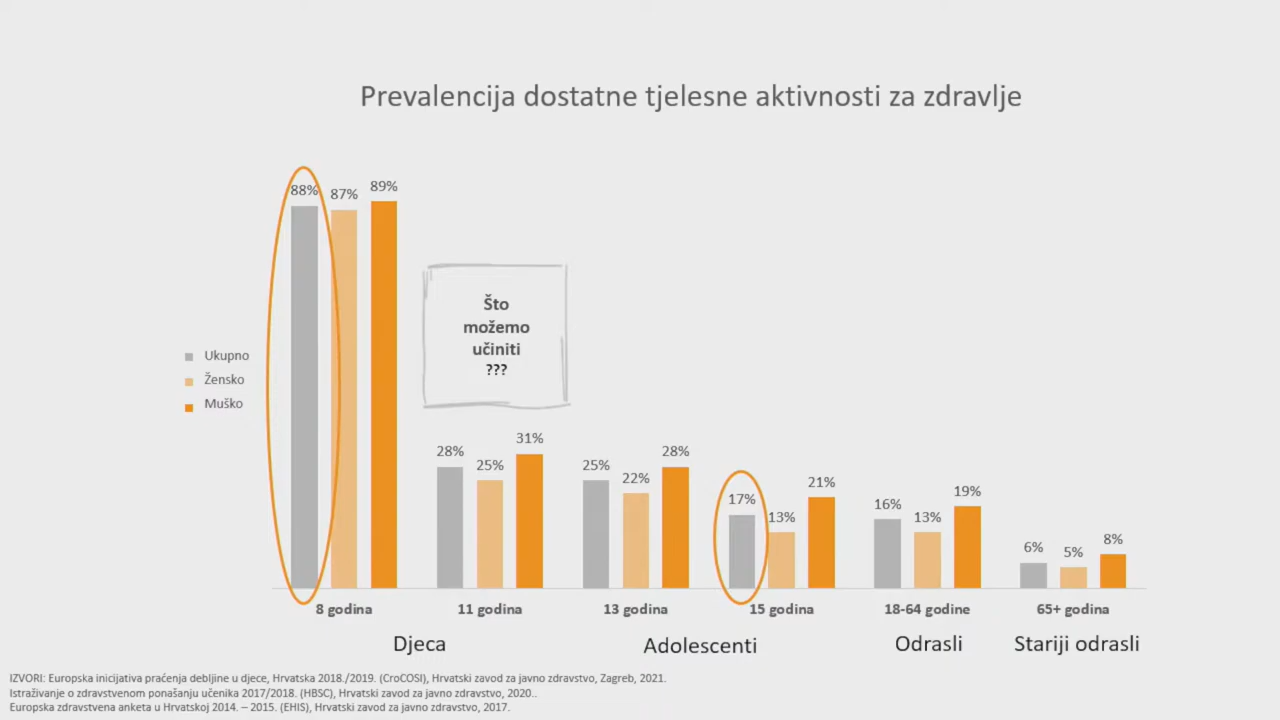 Prevalencija dostatne tjelesne aktivnosti za zdravlje
88% 87% 89%
Što
možemo
učiniti
???
Ukupno
Žensko
Muško
28% 25% 31%
25% 22% 28%
17% 13% 21%
16% 13% 19%
6% 5% 8%
8 godina 11 godina 13 godina 15 godina 18-64 godine 65+ godina
Djeca Adolescenti Odrasli Stariji odrasli
IZVORI: Europska inicijativa praćenja debljine u djece, Hrvatska 2018./2019. (CroCOSI), Hrvatski zavod za javno zdravstvo, Zagreb, 2021.
Istraživanje o zdravstvenom ponašanju učenika 2017/2018. (HBSC), Hrvatski zavod za javno zdravstvo, 2020..
Europska zdravstvena anketa u Hrvatskoj 2014. – 2015. (EHIS), Hrvatski zavod za javno zdravstvo, 2017.